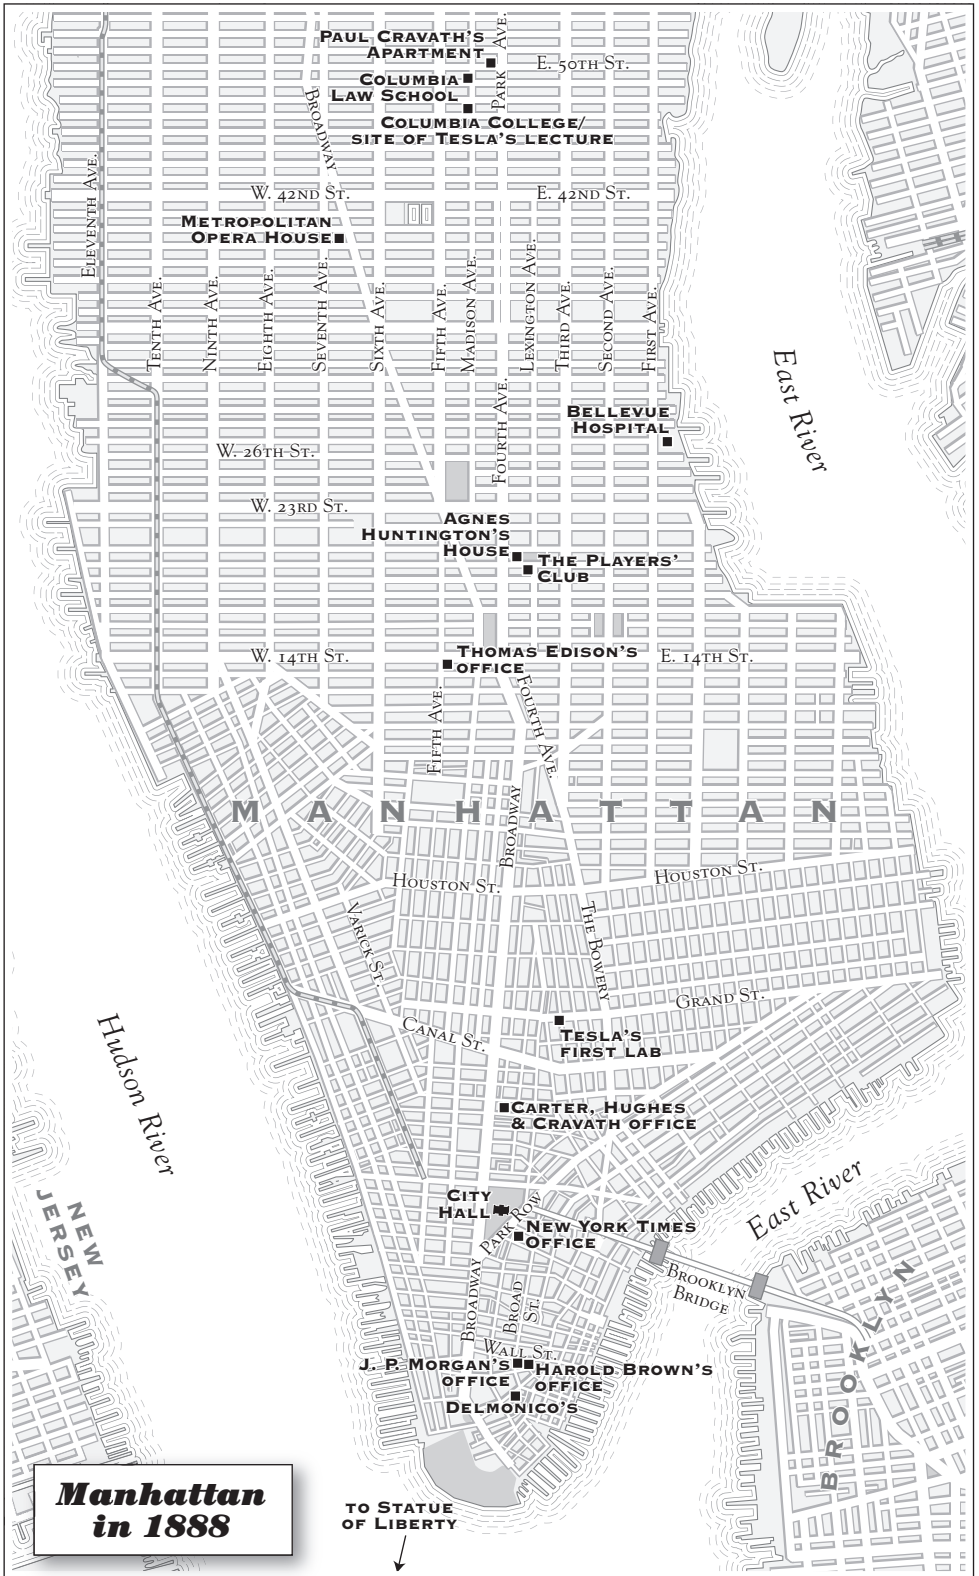 PAUL CRAVATH'S
APARTMENT
PARK AVE.
E. 50TH ST.
COLUMBIA
LAW SCHOOL
BROADWAY
COLUMBIA COLLEGE/
SITE OF TESLA'S LECTURE
ELEVENTH AVE.
W. 42ND ST.
E. 42ND ST.
METROPOLITAN
OPERA HOUSE
TENTH AVE.
NINTH AVE.
EIGHTH AVE.
SEVENTH AVE.
SIXTH AVE.
FIFTH AVE.
MADISON AVE.
LEXINGTON AVE.
THIRD AVE.
SECOND AVE.
FIRST AVE.
East River
FOURTH AVE.
BELLEVUE
HOSPITAL
W. 26TH ST.
W. 23RD ST.
AGNES
HUNTINGTON'S
HOUSE
THE PLAYERS'
CLUB
W. 14TH ST.
THOMAS EDISON'S
OFFICE
E. 14TH ST.
FIFTH AVE.
FOURTH AVE.
MANHATTAN
BROADWAY
HOUSTON ST.
HOUSTON ST.
VARICK ST.
THE BOWERY
GRAND ST.
CANAL ST.
TESLA'S
FIRST LAB
Hudson River
CARTER, HUGHES
& CRAVATH OFFICE
NEW
JERSEY
CITY
HALL
PARK ROW
NEW YORK TIMES
OFFICE
East River
BROOKLYN
BRIDGE
BROADWAY
BROAD
ST.
WALL ST.
J. P. MORGAN'S
OFFICE
HAROLD BROWN'S
OFFICE
DELMONICO'S
BROOKLYN
Manhattan
in 1888
TO STATUE
OF LIBERTY